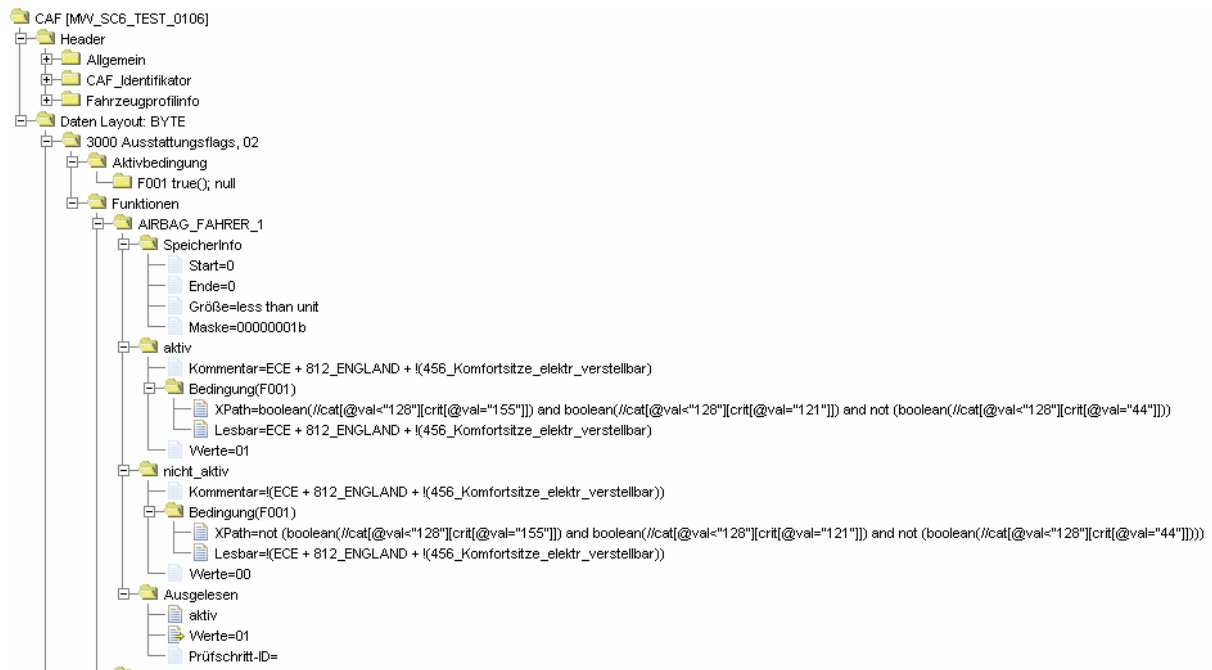 CAF [MW_SC6_TEST_0106]
Header
Allgemein
CAF_Identifikator
Fahrzeugprofilinfo
Daten Layout: BYTE
3000 Ausstattungsflags, 02
Aktivbedingung
F001 true(); null
Funktionen
AIRBAG_FAHRER_1
SpeicherInfo
Start=0
Ende=0
Größe=less than unit
Maske=00000001b
aktiv
Kommentar=ECE + 812_ENGLAND + !(456_Komfortsitze_elektr_verstellbar)
Bedingung(F001)
XPath=boolean(//cat[@val<"128"][crit[@val="155"]]) and boolean(//cat[@val<"128"][crit[@val="121"]]) and not (boolean(//cat[@val<"128"][crit[@val="44"]]))
Lesbar=ECE + 812_ENGLAND + !(456_Komfortsitze_elektr_verstellbar)
Werte=01
nicht_aktiv
Kommentar=!(ECE + 812_ENGLAND + !(456_Komfortsitze_elektr_verstellbar))
Bedingung(F001)
XPath=not (boolean(//cat[@val<"128"][crit[@val="155"]]) and boolean(//cat[@val<"128"][crit[@val="121"]]) and not (boolean(//cat[@val<"128"][crit[@val="44"]])))
Lesbar=!(ECE + 812_ENGLAND + !(456_Komfortsitze_elektr_verstellbar))
Werte=00
Ausgelesen
aktiv
Werte=01
Prüfschritt-ID=